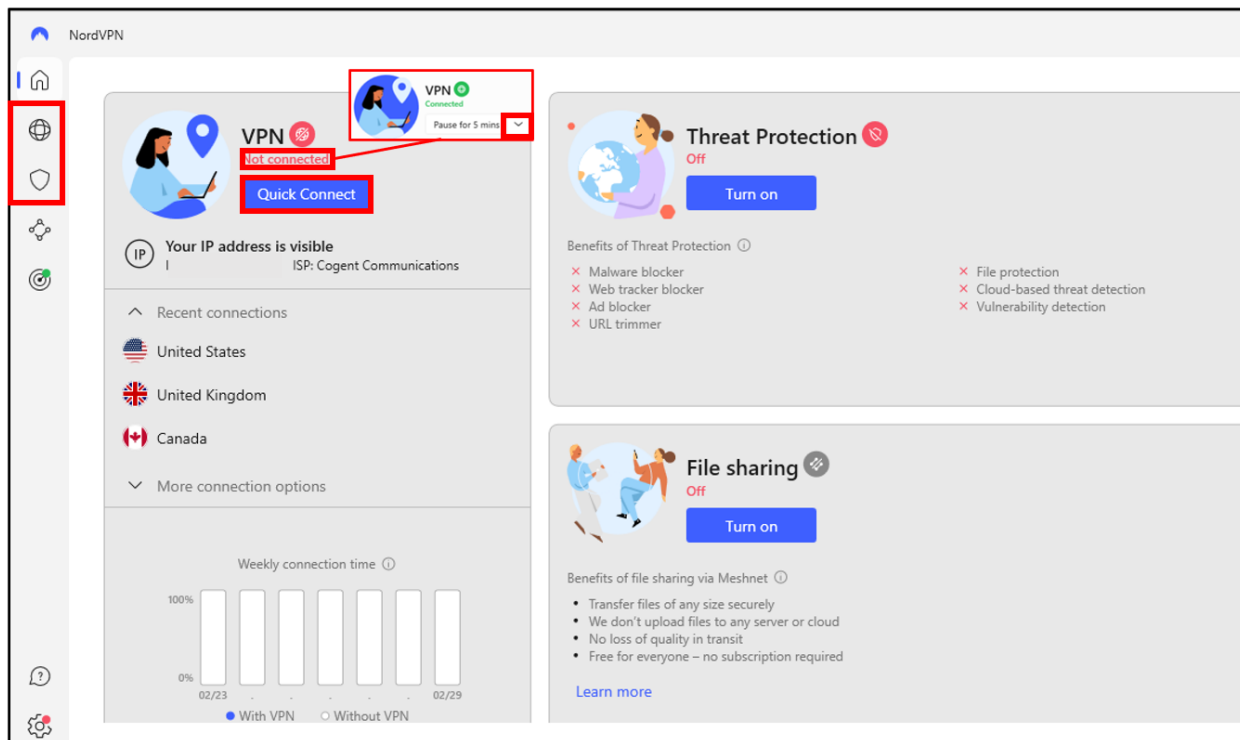 NordVPN
VPN
Connected
Pause for 5 mins
VPN
Not connected
Quick Connect
IP
Your IP address is visible
I
ISP: Cogent Communications
Recent connections
United States
United Kingdom
Canada
More connection options
Weekly connection time
100%
0%
02/23 . . . . . 02/29
With VPN
Without VPN
Threat Protection
Off
Turn on
Benefits of Threat Protection
Malware blocker
Web tracker blocker
Ad blocker
URL trimmer
File protection
Cloud-based threat detection
Vulnerability detection
File sharing
Off
Turn on
Benefits of file sharing via Meshnet
• Transfer files of any size securely
• We don't upload files to any server or cloud
• No loss of quality in transit
• Free for everyone – no subscription required
Learn more